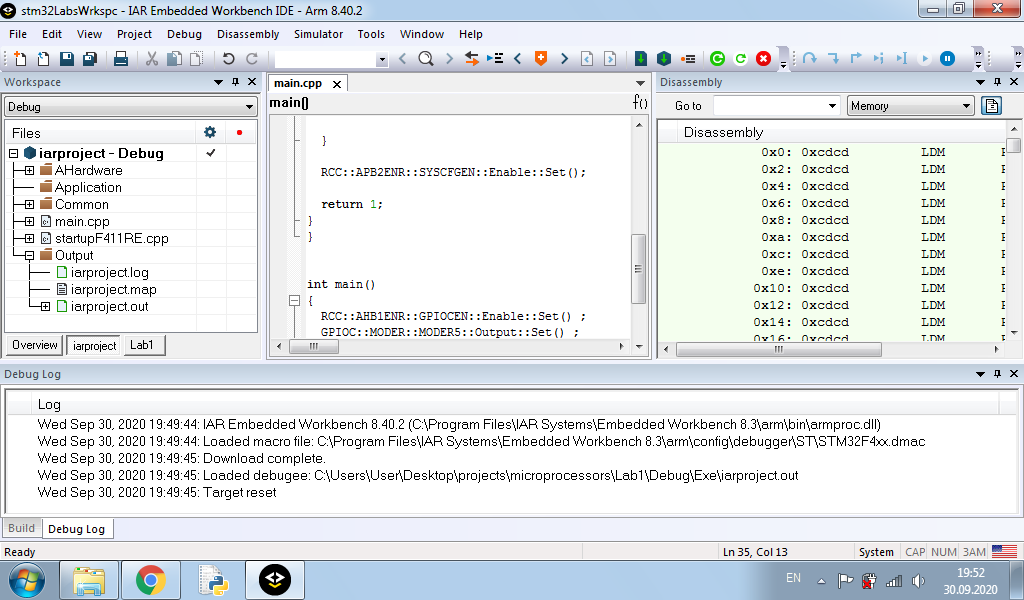 stm32LabsWrkspc - IAR Embedded Workbench IDE - Arm 8.40.2
File Edit View Project Debug Disassembly Simulator Tools Window Help
Workspace
Debug
Files
iarproject - Debug
AHardware
Application
Common
main.cpp
startupF411RE.cpp
Output
iarproject.log
iarproject.map
iarproject.out
Overview iarproject Lab1
main.cpp
main()
f()
}
RCC::APB2ENR::SYSCFGEN::Enable::Set();
return 1;
}
}
int main()
{
RCC::AHB1ENR::GPIOCEN::Enable::Set() ;
GPIOC::MODER::MODER5::Output::Set() ;
Disassembly
Go to Memory
Disassembly
0x0: 0xcdcd LDM
0x2: 0xcdcd LDM
0x4: 0xcdcd LDM
0x6: 0xcdcd LDM
0x8: 0xcdcd LDM
0xa: 0xcdcd LDM
0xc: 0xcdcd LDM
0xe: 0xcdcd LDM
0x10: 0xcdcd LDM
0x12: 0xcdcd LDM
0x14: 0xcdcd LDM
0x16: 0xcdcd LDM
Debug Log
Log
Wed Sep 30, 2020 19:49:44: IAR Embedded Workbench 8.40.2 (C:\Program Files\IAR Systems\Embedded Workbench 8.3\arm\bin\armproc.dll)
Wed Sep 30, 2020 19:49:44: Loaded macro file: C:\Program Files\IAR Systems\Embedded Workbench 8.3\arm\config\debugger\ST\STM32F4xx.dmac
Wed Sep 30, 2020 19:49:45: Download complete.
Wed Sep 30, 2020 19:49:45: Loaded debugee: C:\Users\User\Desktop\projects\microprocessors\Lab1\Debug\Exe\iarproject.out
Wed Sep 30, 2020 19:49:45: Target reset
Build Debug Log
Ready Ln 35, Col 13 System CAP NUM ЗАМ
EN
19:52
30.09.2020